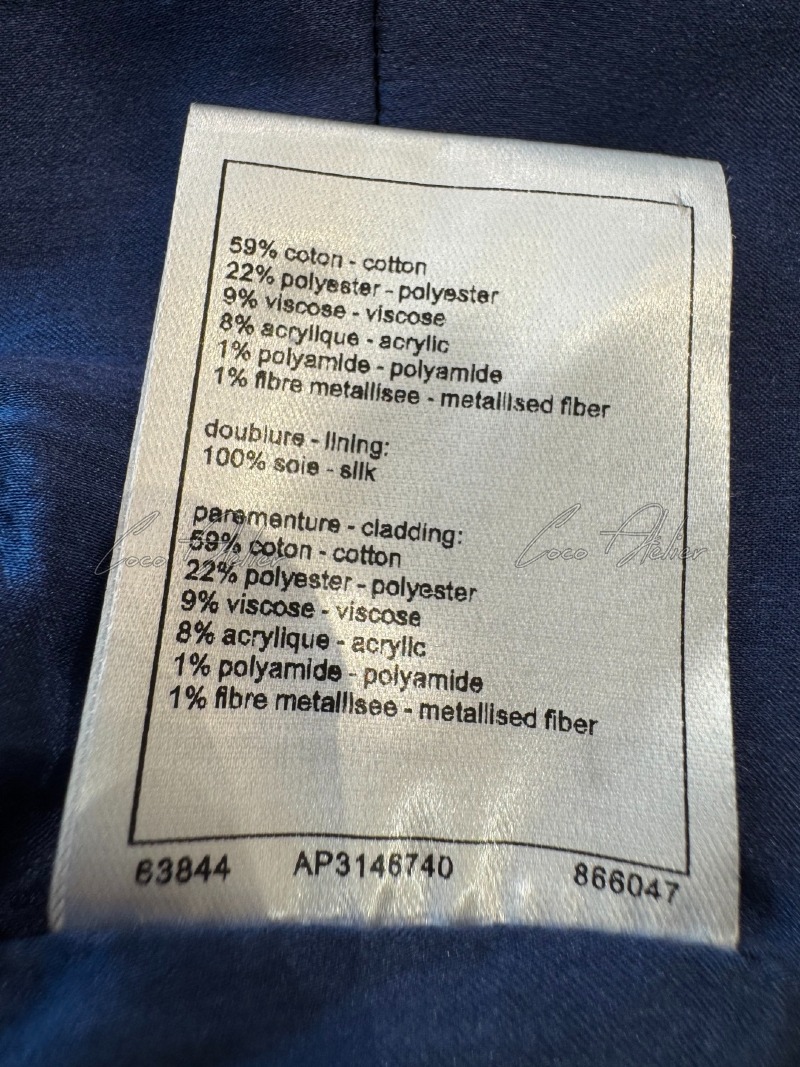 59% coton - cotton
22% polyester - polyester
9% viscose - viscose
8% acrylique - acrylic
1% polyamide - polyamide
1% fibre metallisee - metallised fiber
doublure - lining:
100% soie - silk
parementure - cladding:
59% coton - cotton
22% polyester - polyester
9% viscose - viscose
8% acrylique - acrylic
1% polyamide - polyamide
1% fibre metallisee - metallised fiber
63844 AP3146740 866047
Coco Atelier Coco Atelier